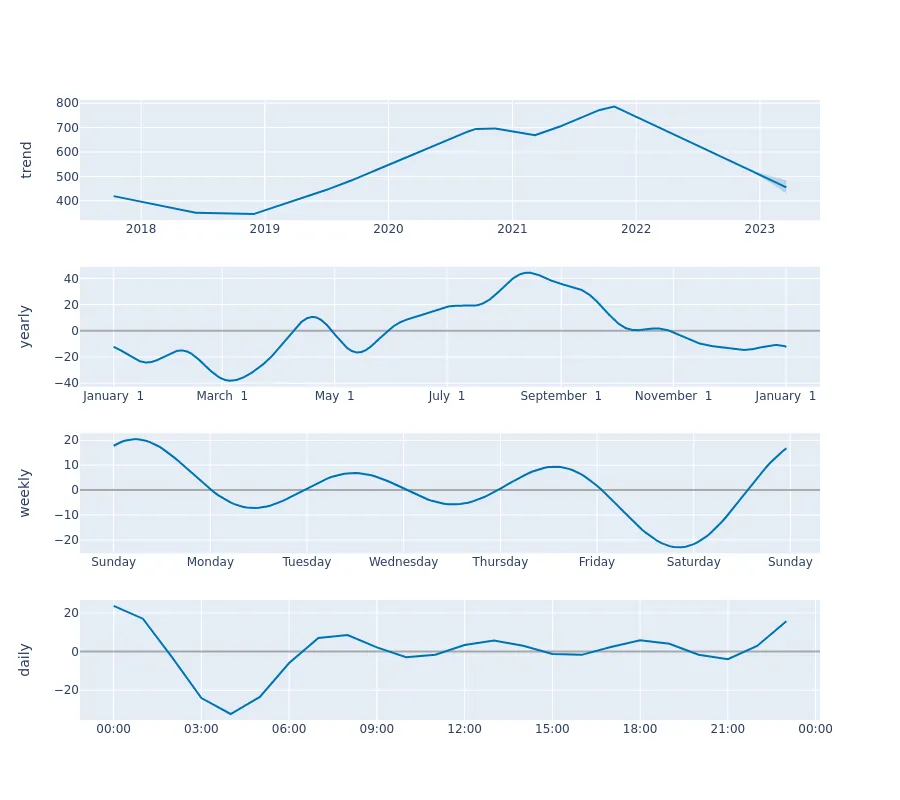 trend
800
700
600
500
400
2018 2019 2020 2021 2022 2023
yearly
40
20
0
−20
−40
January 1 March 1 May 1 July 1 September 1 November 1 January 1
weekly
20
10
0
−10
−20
Sunday Monday Tuesday Wednesday Thursday Friday Saturday Sunday
daily
20
0
−20
00:00 03:00 06:00 09:00 12:00 15:00 18:00 21:00 00:00